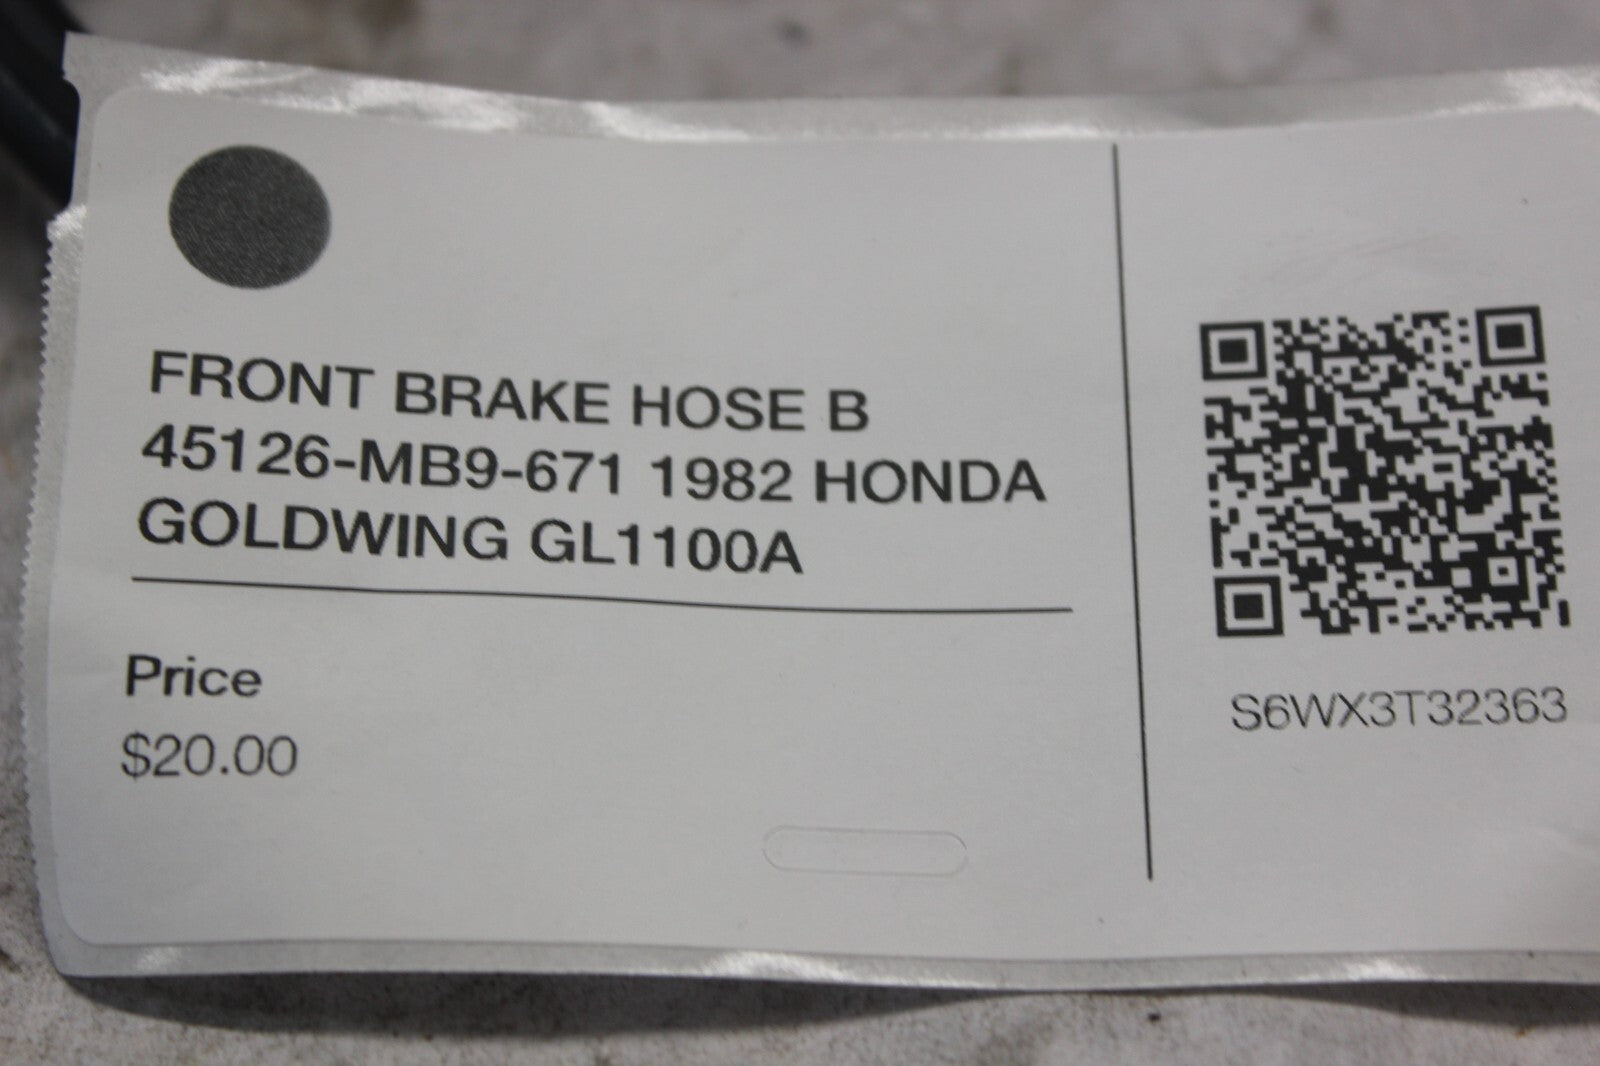 FRONT BRAKE HOSE B
45126-MB9-671 1982 HONDA
GOLDWING GL1100A
Price
$20.00
S6WX3T32363